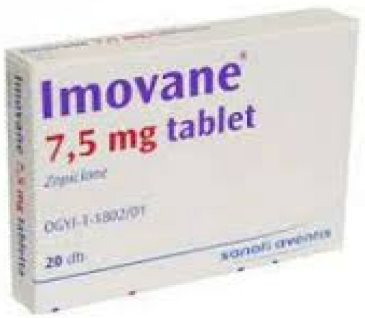 Imovane®
7,5 mg tablet
Zopiclone
OGYI-T-1802/01
20 db
sanofi aventis
Imovane 7,5 mg tabletta